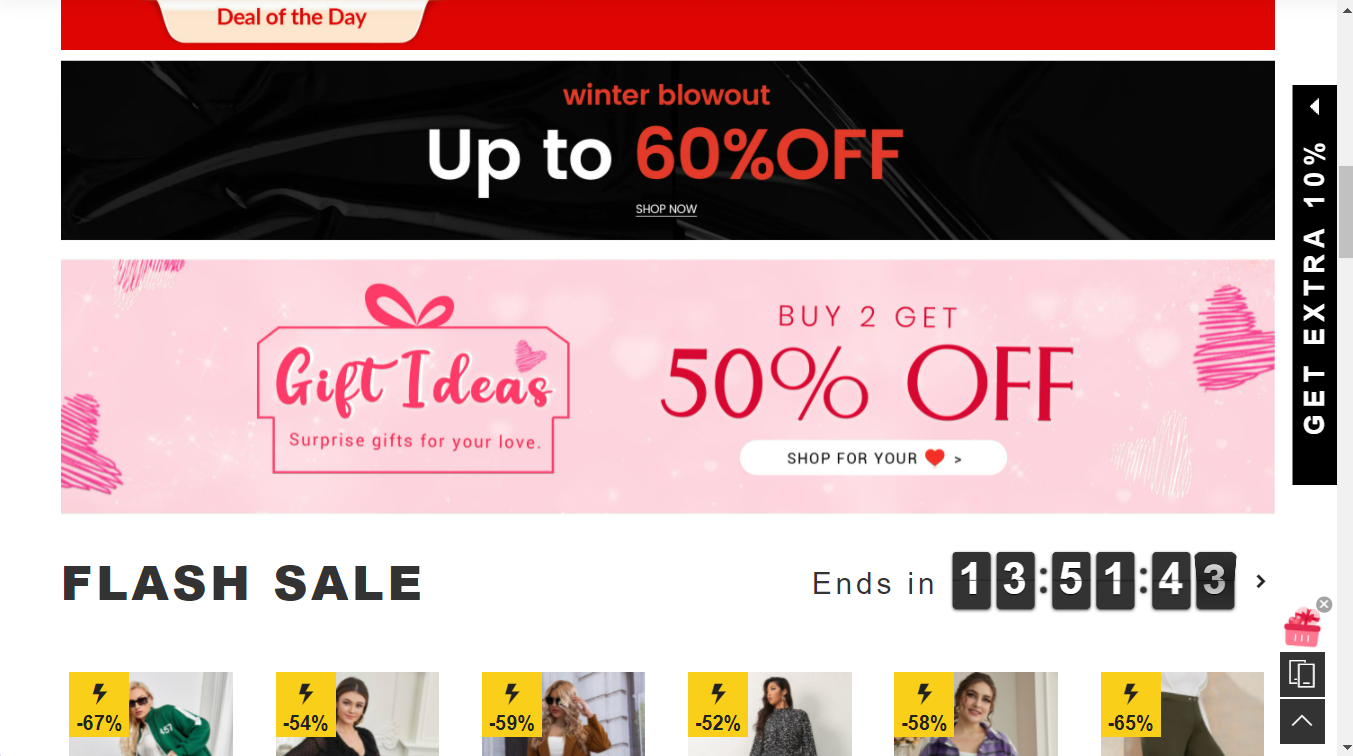 Deal of the Day
winter blowout
Up to 60%OFF
SHOP NOW
GET EXTRA 10%
Gift Ideas
Surprise gifts for your love.
BUY 2 GET
50% OFF
SHOP FOR YOUR ❤ >
FLASH SALE
Ends in 13:51:43
-67%
-54%
-59%
-52%
-58%
-65%
457